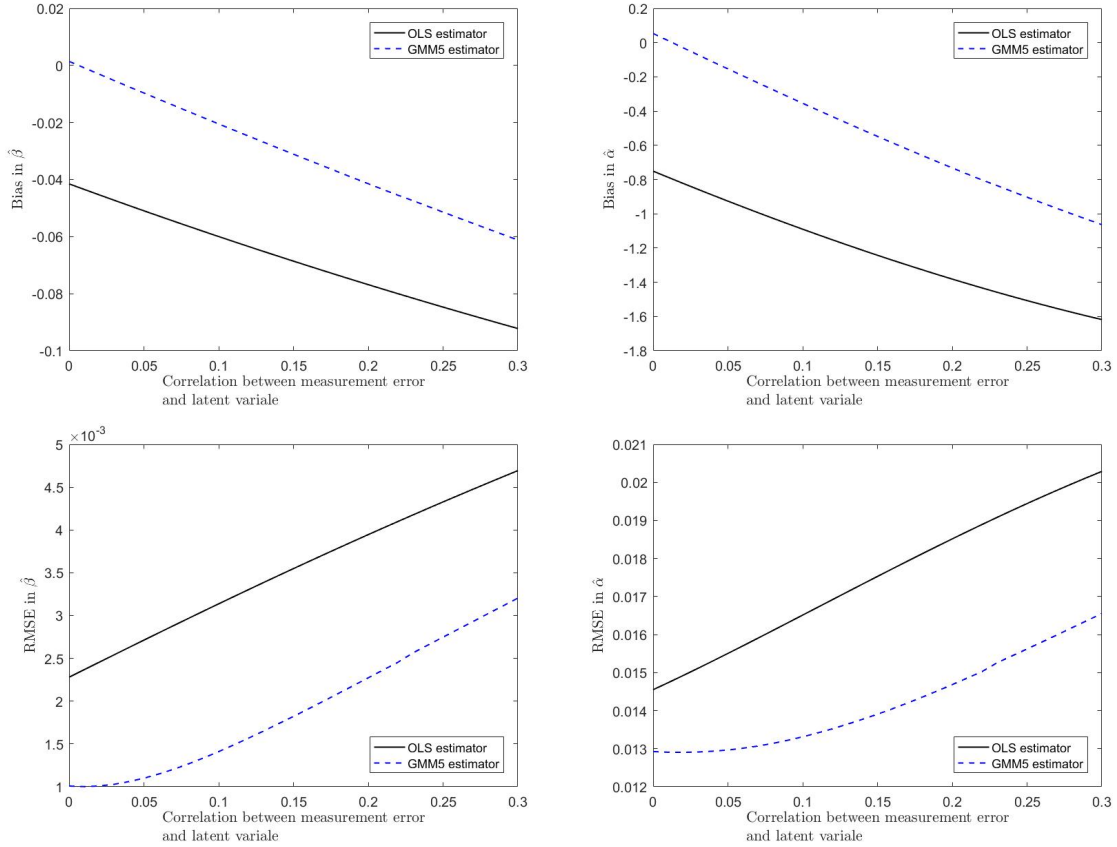 0.02
0
-0.02
-0.04
-0.06
-0.08
-0.1
Bias in β̂
OLS estimator
GMM5 estimator
0 0.05 0.1 0.15 0.2 0.25 0.3
Correlation between measurement error
and latent variale
0.2
0
-0.2
-0.4
-0.6
-0.8
-1
-1.2
-1.4
-1.6
-1.8
Bias in α̂
OLS estimator
GMM5 estimator
0 0.05 0.1 0.15 0.2 0.25 0.3
Correlation between measurement error
and latent variale
×10⁻³
5
4.5
4
3.5
3
2.5
2
1.5
1
RMSE in β̂
OLS estimator
GMM5 estimator
0 0.05 0.1 0.15 0.2 0.25 0.3
Correlation between measurement error
and latent variale
0.021
0.02
0.019
0.018
0.017
0.016
0.015
0.014
0.013
0.012
RMSE in α̂
OLS estimator
GMM5 estimator
0 0.05 0.1 0.15 0.2 0.25 0.3
Correlation between measurement error
and latent variale